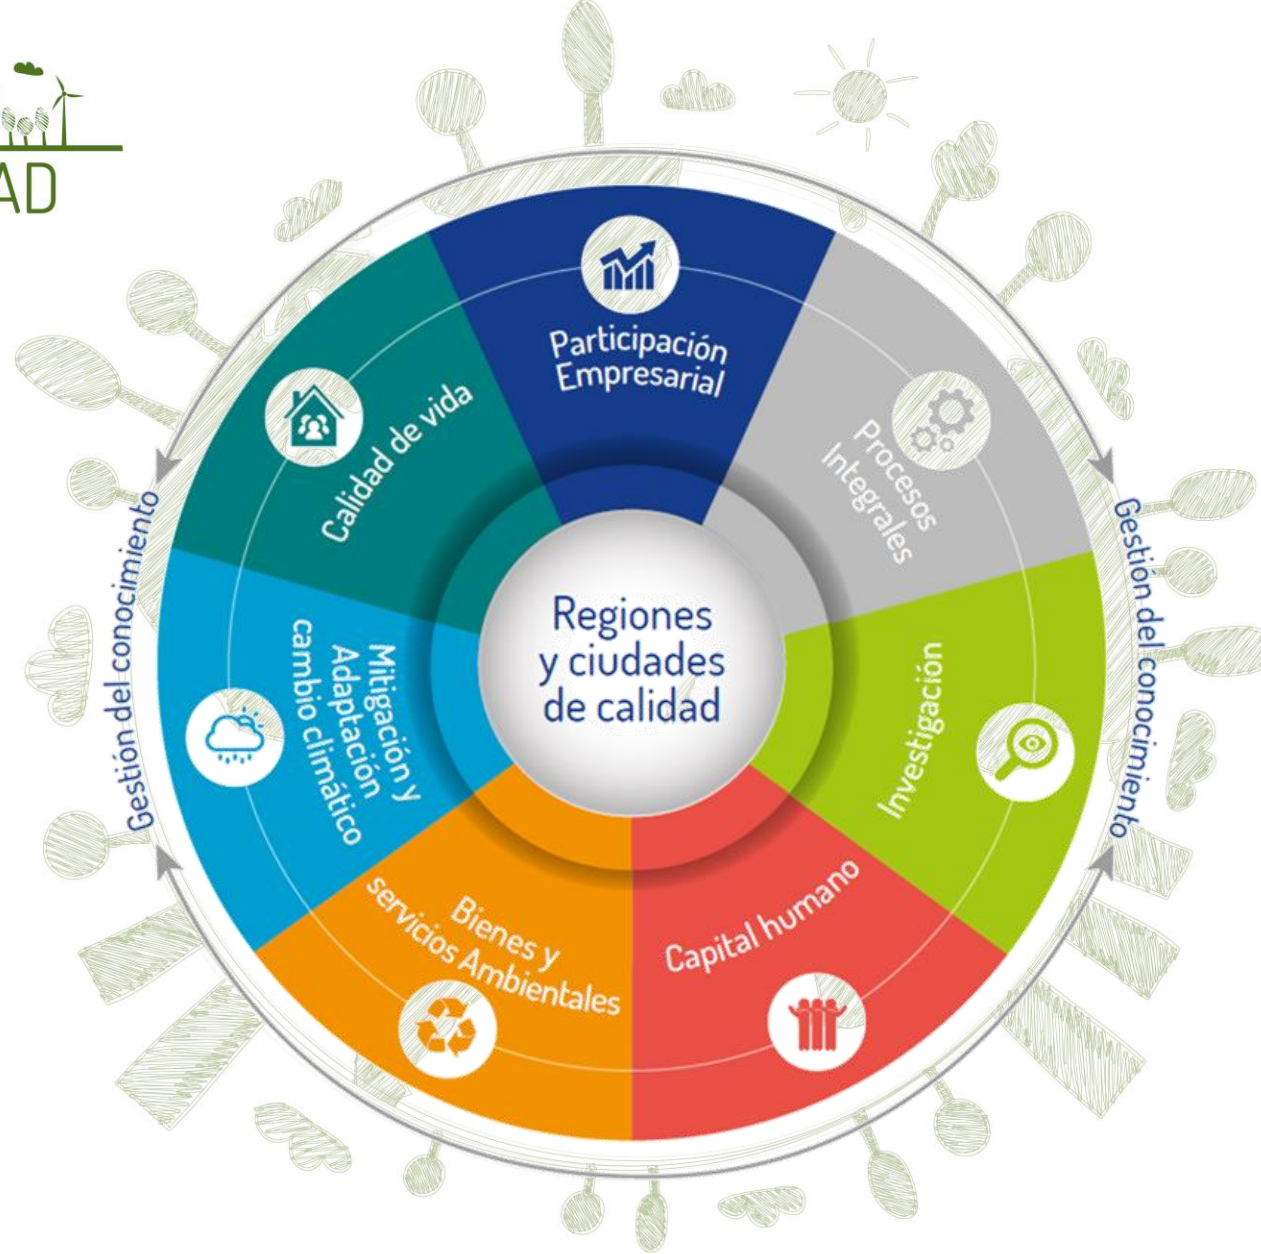 AD
Participación
Empresarial
Procesos
Integrales
Investigación
Capital humano
Bienes y
servicios Ambientales
Mitigación y
Adaptación
cambio climático
Calidad de vida
Regiones
y ciudades
de calidad
Gestión del conocimiento
Gestión del conocimiento